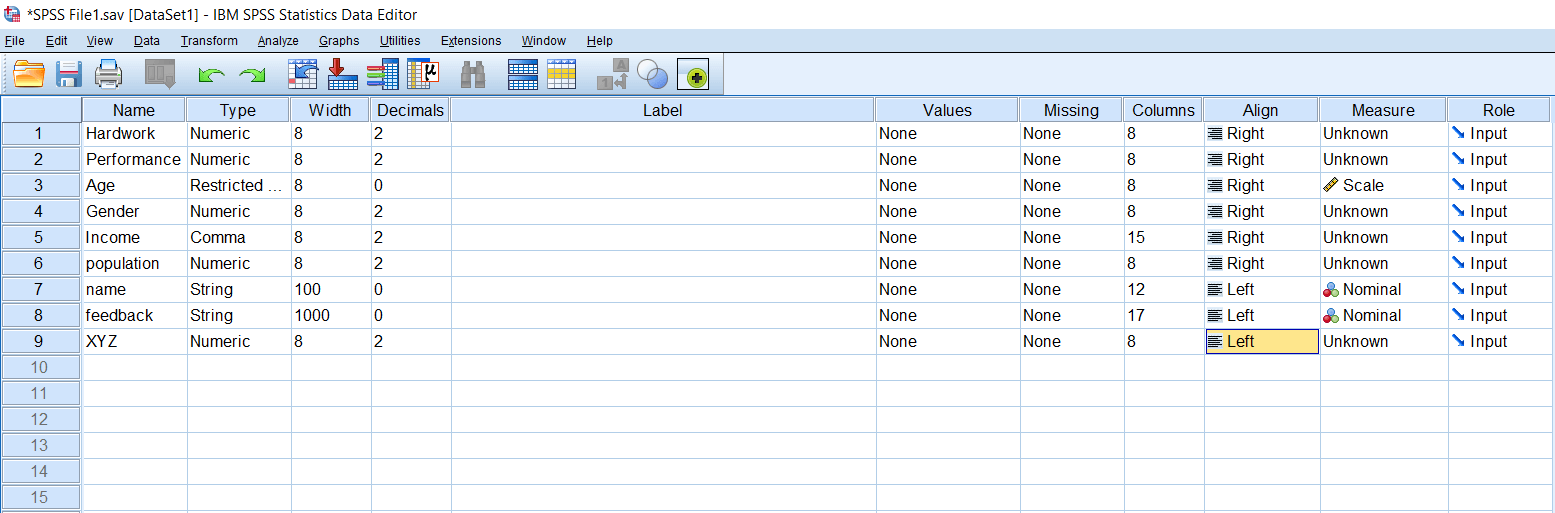 *SPSS File1.sav [DataSet1] - IBM SPSS Statistics Data Editor
File Edit View Data Transform Analyze Graphs Utilities Extensions Window Help
Name Type Width Decimals Label Values Missing Columns Align Measure Role
1 Hardwork Numeric 8 2 None None 8 Right Unknown Input
2 Performance Numeric 8 2 None None 8 Right Unknown Input
3 Age Restricted ... 8 0 None None 8 Right Scale Input
4 Gender Numeric 8 2 None None 8 Right Unknown Input
5 Income Comma 8 2 None None 15 Right Unknown Input
6 population Numeric 8 2 None None 8 Right Unknown Input
7 name String 100 0 None None 12 Left Nominal Input
8 feedback String 1000 0 None None 17 Left Nominal Input
9 XYZ Numeric 8 2 None None 8 Left Unknown Input
10
11
12
13
14
15